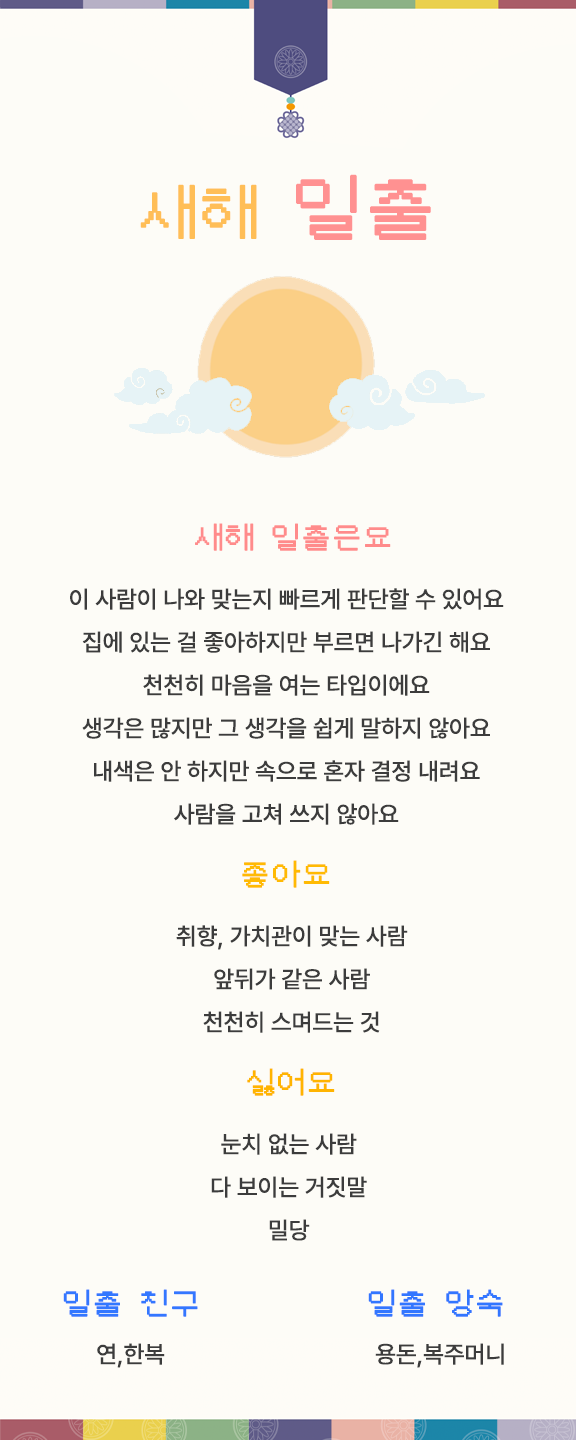 새해 일출
새해 일출은요
이 사람이 나와 맞는지 빠르게 판단할 수 있어요
집에 있는 걸 좋아하지만 부르면 나가긴 해요
천천히 마음을 여는 타입이에요
생각은 많지만 그 생각을 쉽게 말하지 않아요
내색은 안 하지만 속으로 혼자 결정 내려요
사람을 고쳐 쓰지 않아요
좋아요
취향, 가치관이 맞는 사람
앞뒤가 같은 사람
천천히 스며드는 것
싫어요
눈치 없는 사람
다 보이는 거짓말
밀당
일출 친구
연,한복
일출 앙숙
용돈,복주머니